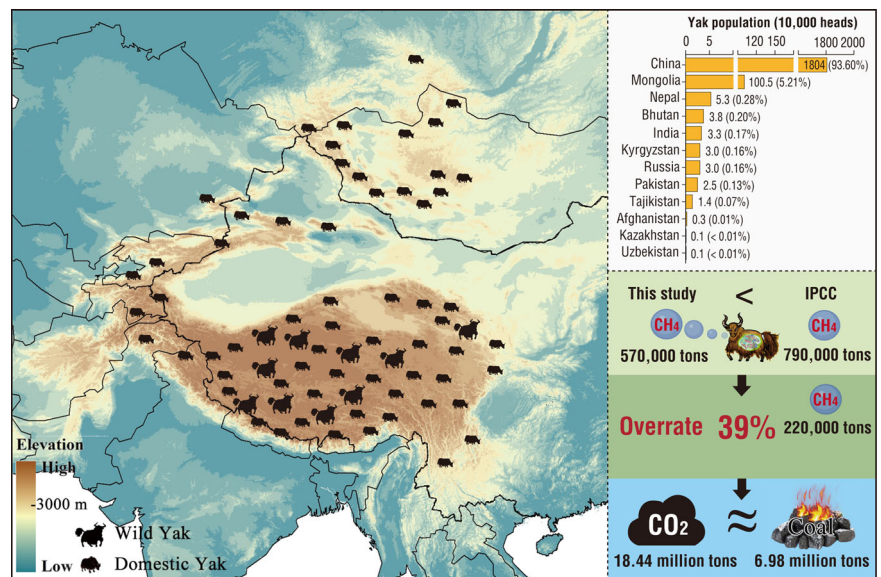 Elevation
High
-3000 m
Low
Wild Yak
Domestic Yak
Yak population (10,000 heads)
0 5 120 150 1800 2000
China 1804 (93.60%)
Mongolia 100.5 (5.21%)
Nepal 5.3 (0.28%)
Bhutan 3.8 (0.20%)
India 3.3 (0.17%)
Kyrgyzstan 3.0 (0.16%)
Russia 3.0 (0.16%)
Pakistan 2.5 (0.13%)
Tajikistan 1.4 (0.07%)
Afghanistan 0.3 (0.01%)
Kazakhstan 0.1 (< 0.01%)
Uzbekistan 0.1 (< 0.01%)
This study < IPCC
CH4 CH4
570,000 tons 790,000 tons
CH4
Overrate 39% 220,000 tons
CO2 ≈ Coal
18.44 million tons 6.98 million tons